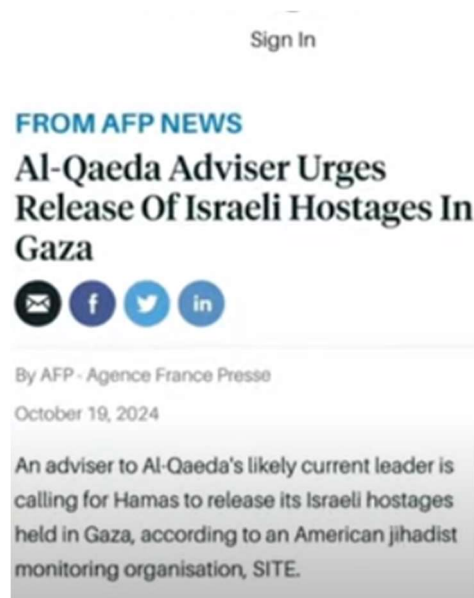 Sign In
FROM AFP NEWS
Al-Qaeda Adviser Urges
Release Of Israeli Hostages In
Gaza
f
in
By AFP - Agence France Presse
October 19, 2024
An adviser to Al-Qaeda's likely current leader is
calling for Hamas to release its Israeli hostages
held in Gaza, according to an American jihadist
monitoring organisation, SITE.